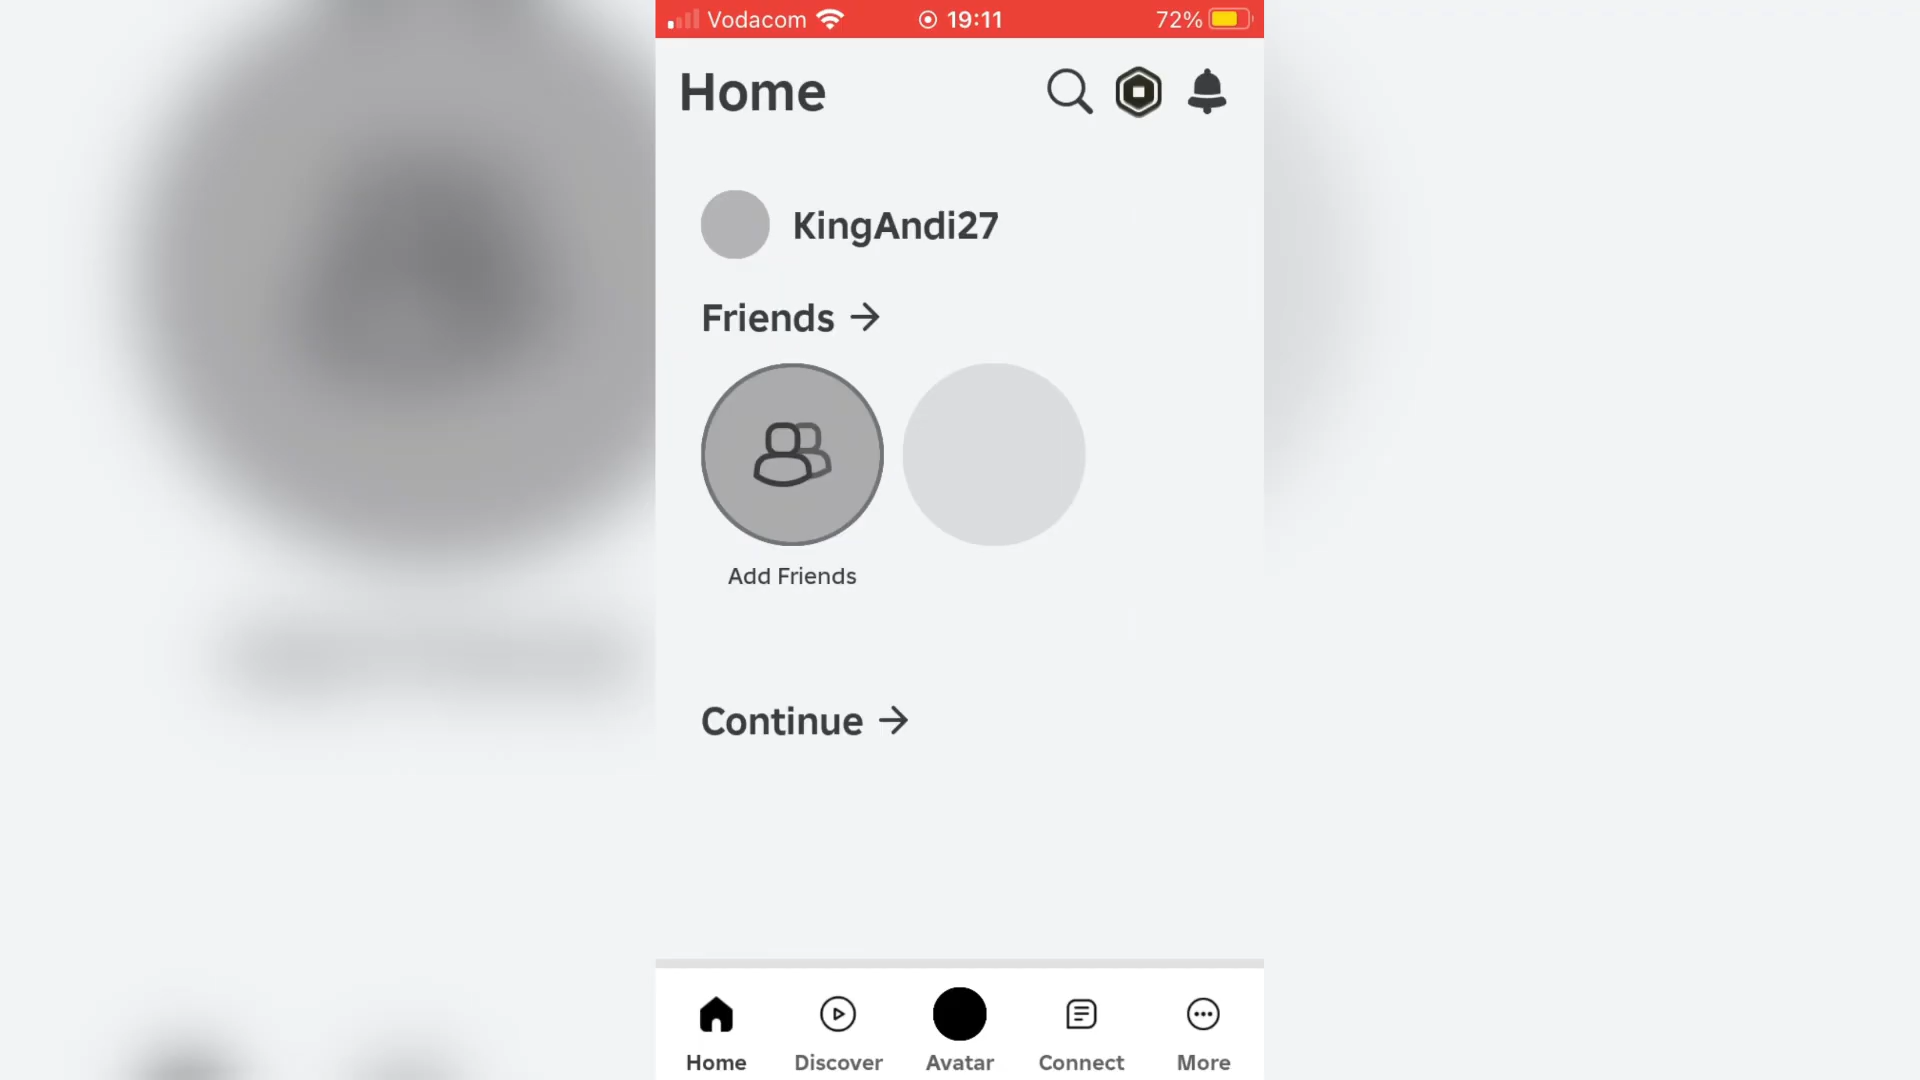 Vodacom 19:11 72%
Home
KingAndi27
Friends
Add Friends
Continue
Home Discover Avatar Connect More